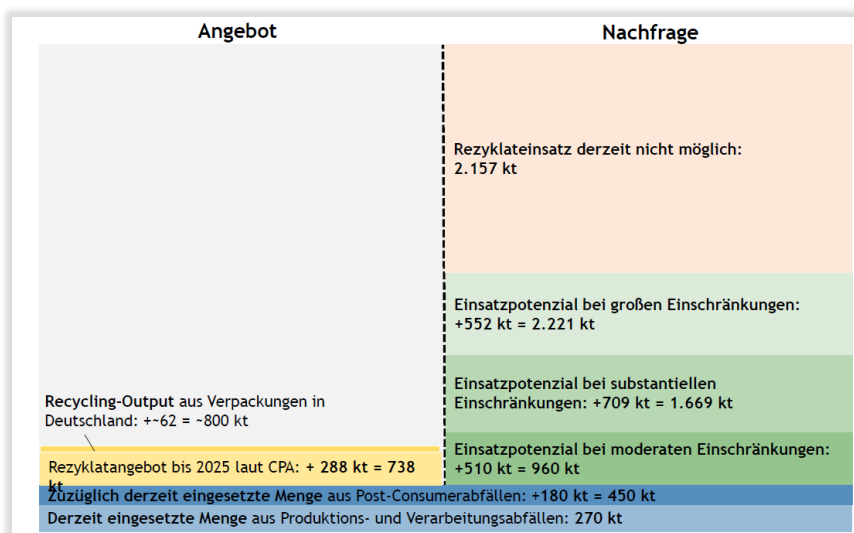 Angebot
Nachfrage
Rezyklateinsatz derzeit nicht möglich:
2.157 kt
Einsatzpotenzial bei großen Einschränkungen:
+552 kt = 2.221 kt
Einsatzpotenzial bei substantiellen
Einschränkungen: +709 kt = 1.669 kt
Recycling-Output aus Verpackungen in
Deutschland: +~62 = ~800 kt
Einsatzpotenzial bei moderaten Einschränkungen:
+510 kt = 960 kt
Rezyklatangebot bis 2025 laut CPA: + 288 kt = 738
kt
Zuzüglich derzeit eingesetzte Menge aus Post-Consumerabfällen: +180 kt = 450 kt
Derzeit eingesetzte Menge aus Produktions- und Verarbeitungsabfällen: 270 kt